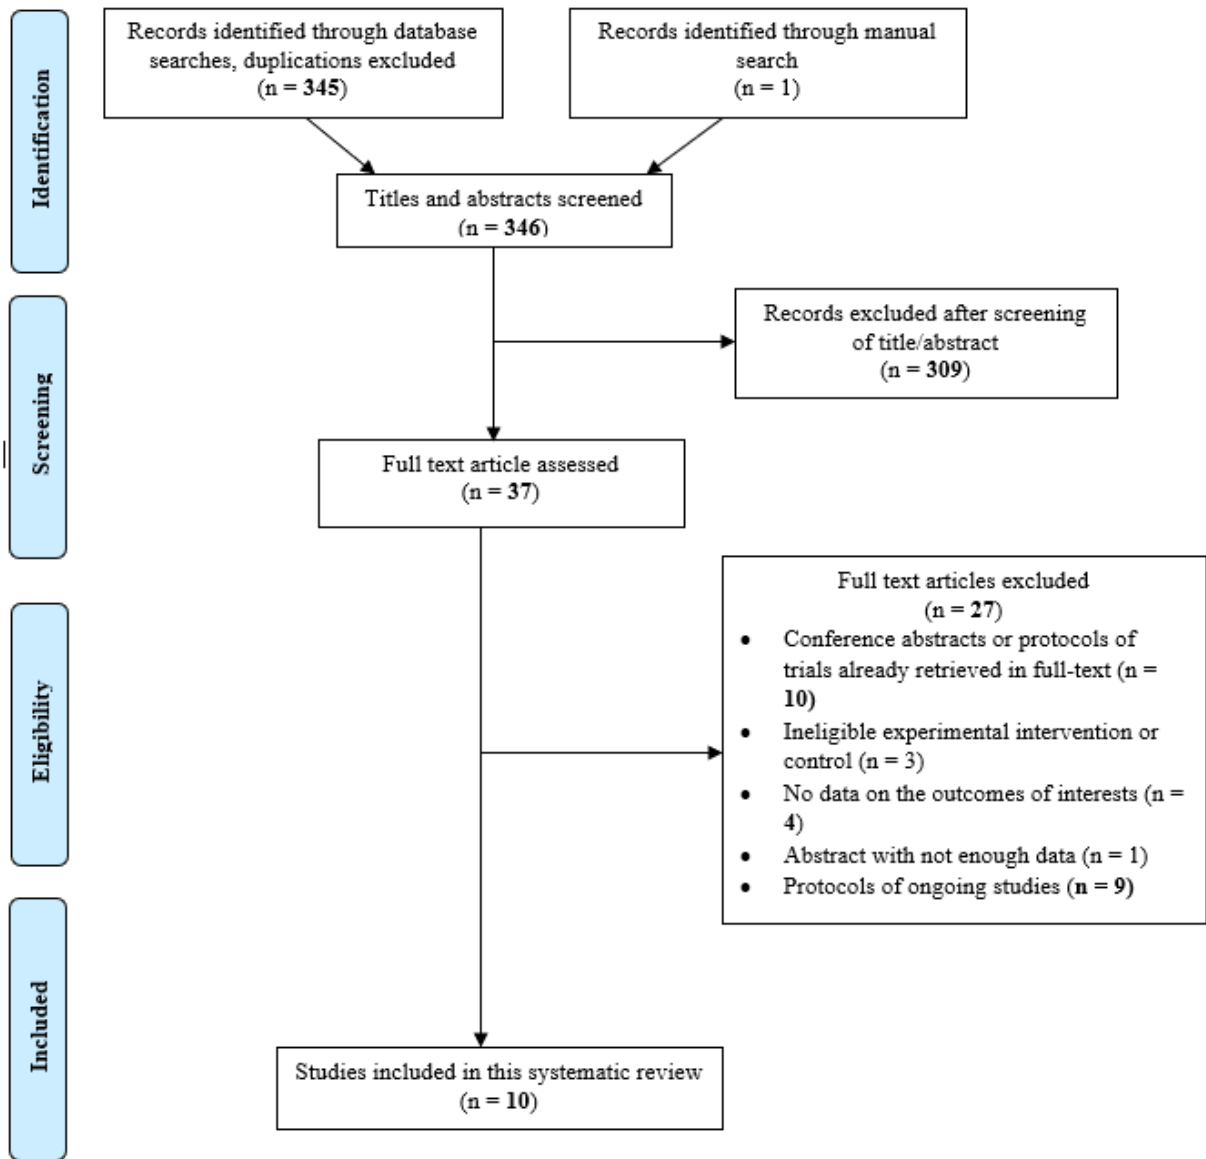 Identification
Records identified through database
searches, duplications excluded
(n = 345)
Records identified through manual
search
(n = 1)
Titles and abstracts screened
(n = 346)
Screening
Records excluded after screening
of title/abstract
(n = 309)
Full text article assessed
(n = 37)
Eligibility
Full text articles excluded
(n = 27)
• Conference abstracts or protocols of
trials already retrieved in full-text (n =
10)
• Ineligible experimental intervention or
control (n = 3)
• No data on the outcomes of interests (n =
4)
• Abstract with not enough data (n = 1)
• Protocols of ongoing studies (n = 9)
Included
Studies included in this systematic review
(n = 10)